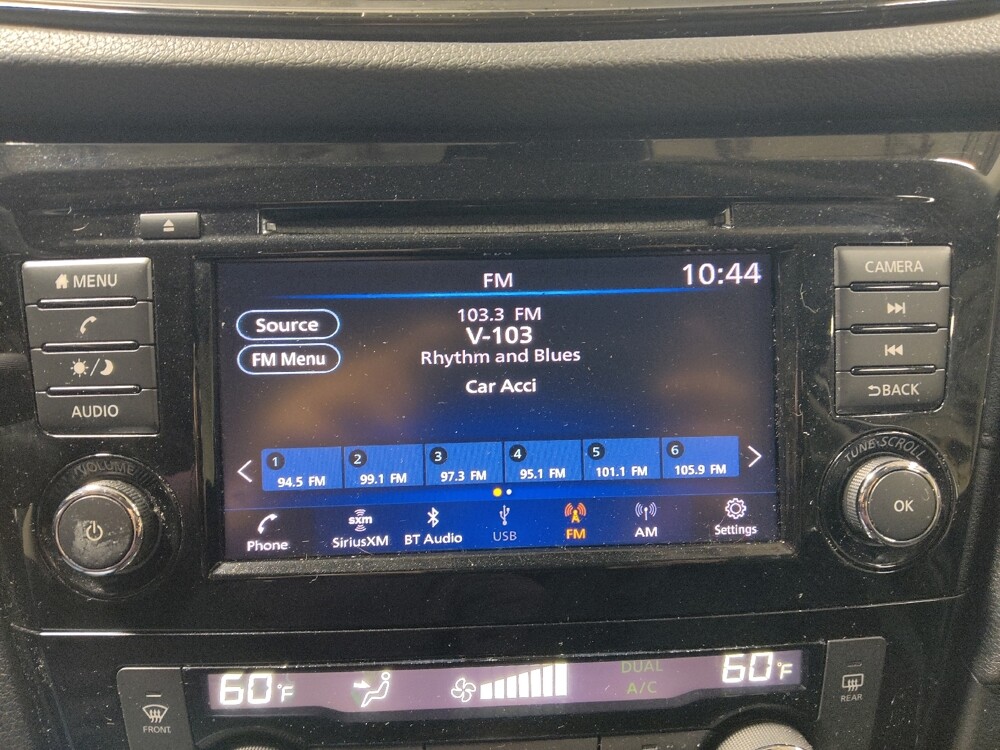 MENU
AUDIO
VOLUME
FM
10:44
Source
FM Menu
103.3 FM
V-103
Rhythm and Blues
Car Acci
1 2 3 4 5 6
94.5 FM 99.1 FM 97.3 FM 95.1 FM 101.1 FM 105.9 FM
Phone
sxm
SiriusXM
BT Audio
USB
FM
AM
Settings
CAMERA
BACK
TUNE·SCROLL
OK
60°F
DUAL
A/C
60°F
FRONT
REAR